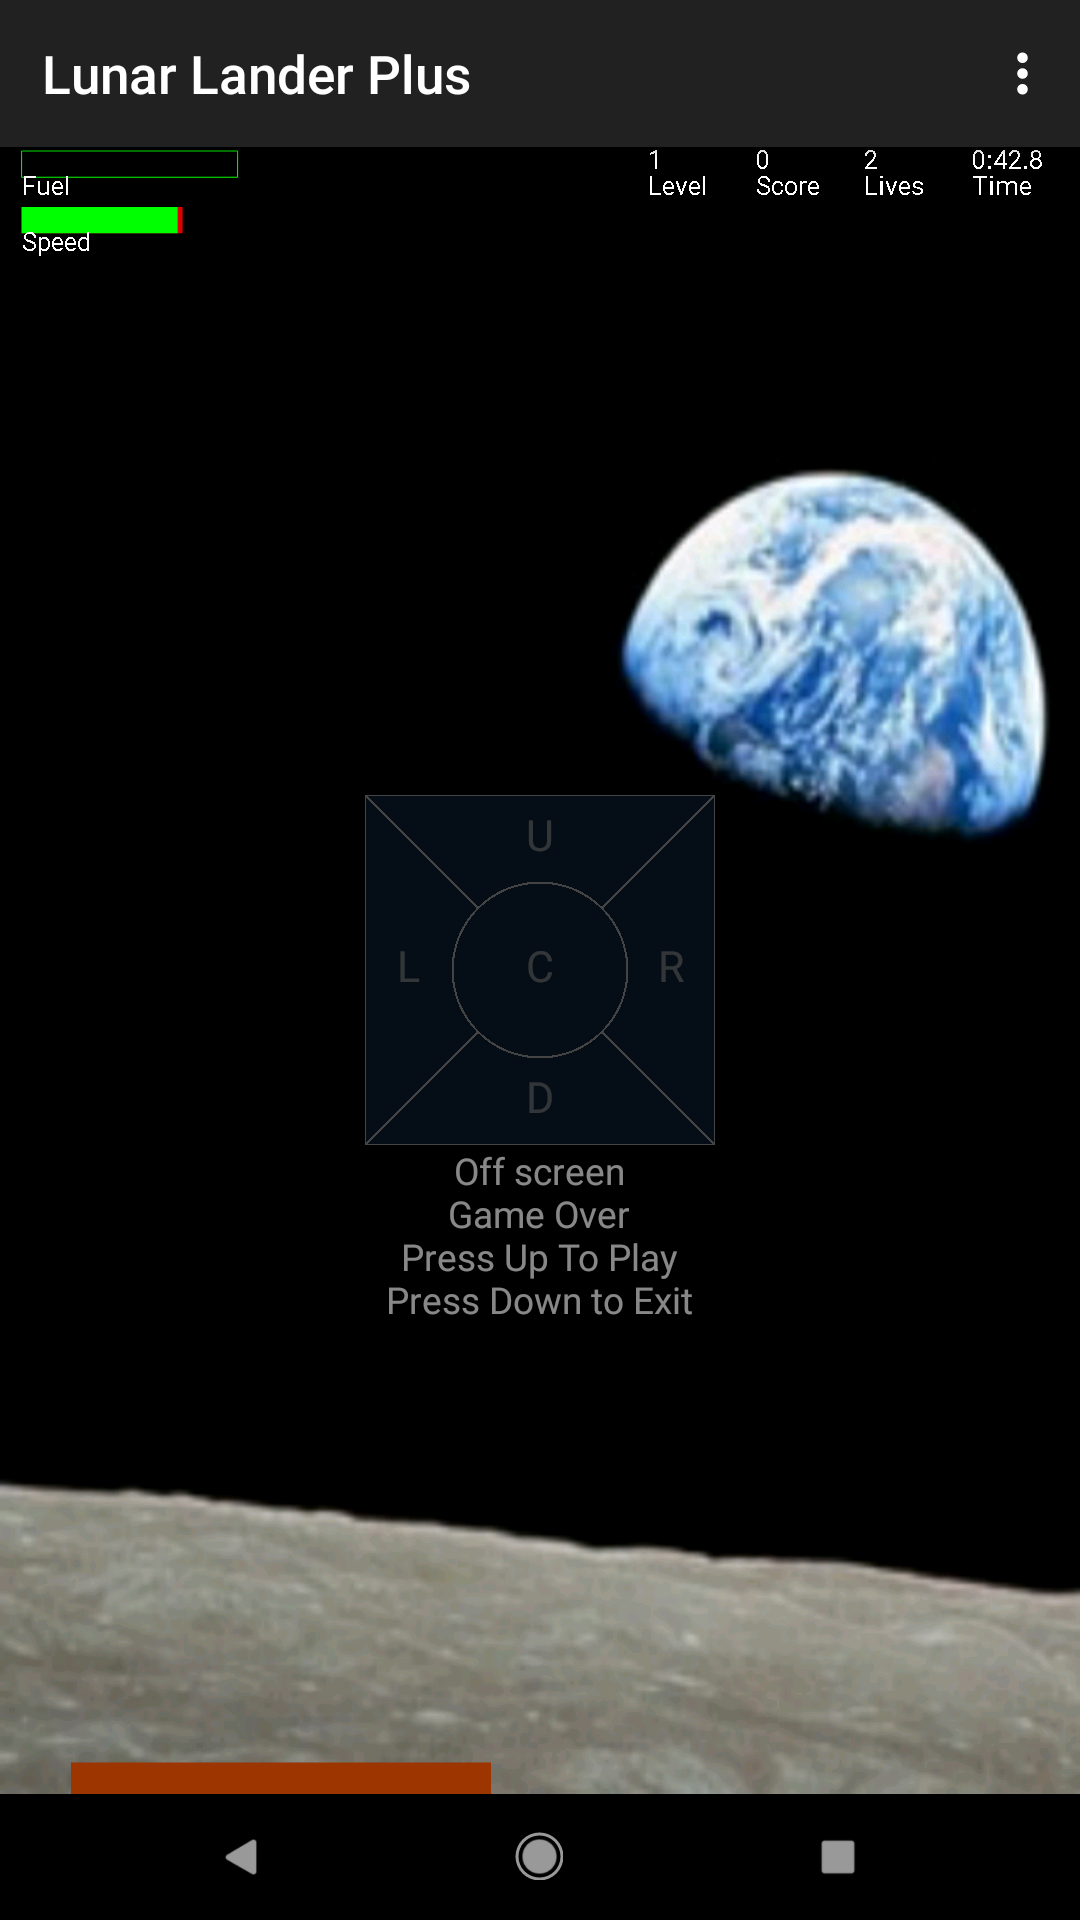 Lunar Lander Plus
1 0 2 0:42.8
Fuel Level Score Lives Time
Speed
U
L C R
D
Off screen
Game Over
Press Up To Play
Press Down to Exit